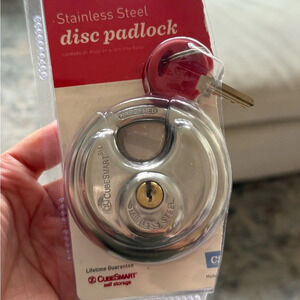 Stainless Steel
disc padlock
HARDENED
CUBESMART
STAINLESS STEEL
Lifetime Guarantee
CUBESMART
self storage